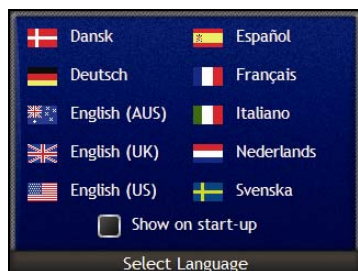 Dansk
Español
Deutsch
Français
English (AUS)
Italiano
English (UK)
Nederlands
English (US)
Svenska
Show on start-up
Select Language